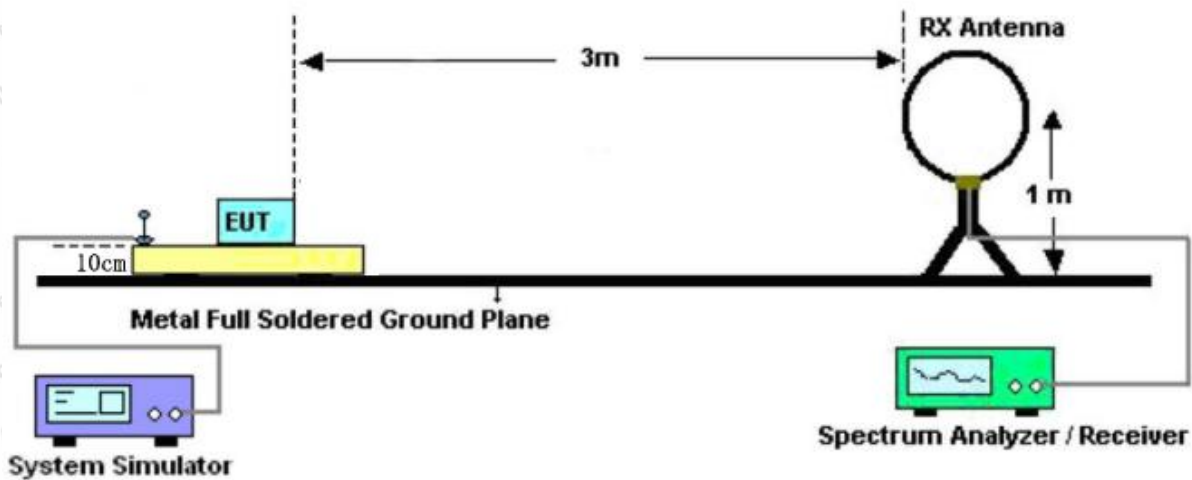 RX Antenna
3m
1 m
EUT
10cm
Metal Full Soldered Ground Plane
System Simulator
Spectrum Analyzer / Receiver